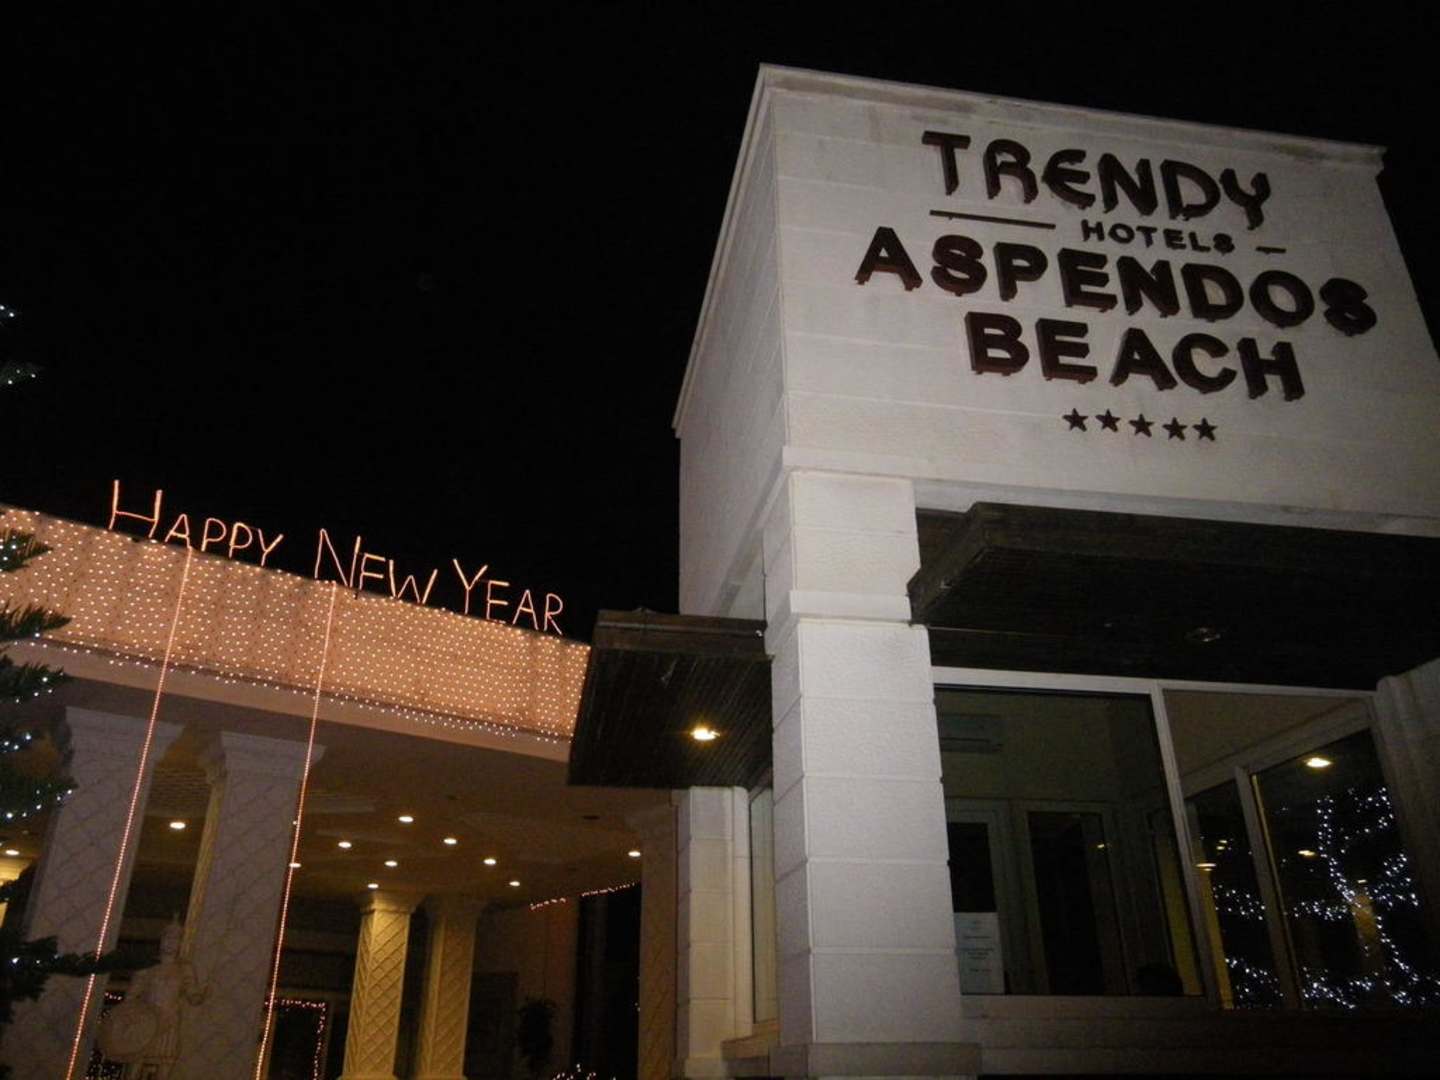 TRENDY
HOTELS
ASPENDOS
BEACH
HAPPY NEW YEAR